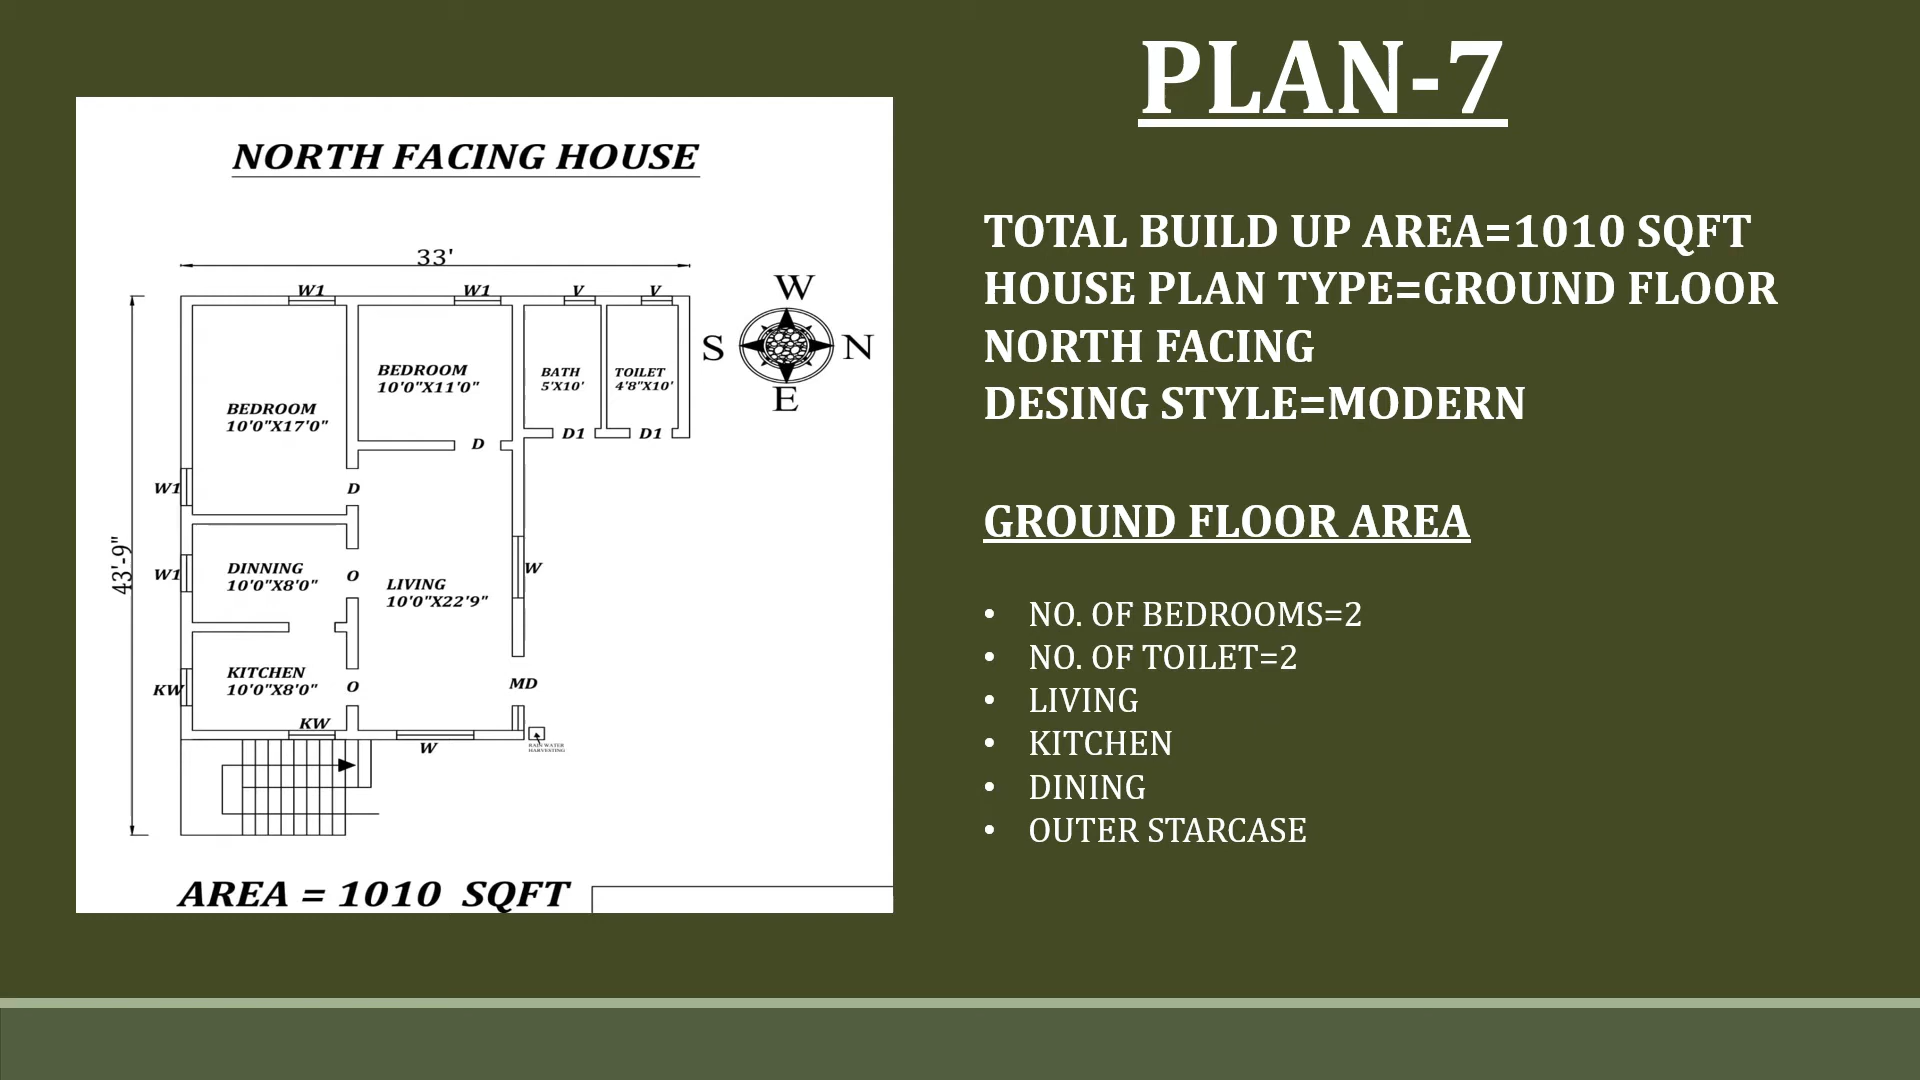 PLAN-7
NORTH FACING HOUSE
33'
43'-9"
W1
W1
V
V
W
S
N
E
BEDROOM
10'0"X11'0"
BATH
5'X10'
TOILET
4'8"X10'
BEDROOM
10'0"X17'0"
D1
D1
D
W1
D
W1
DINNING
10'0"X8'0"
O
LIVING
10'0"X22'9"
W
KITCHEN
10'0"X8'0"
KW
O
MD
KW
W
RAIN WATER
HARVESTING
AREA = 1010 SQFT
TOTAL BUILD UP AREA=1010 SQFT
HOUSE PLAN TYPE=GROUND FLOOR
NORTH FACING
DESING STYLE=MODERN
GROUND FLOOR AREA
• NO. OF BEDROOMS=2
• NO. OF TOILET=2
• LIVING
• KITCHEN
• DINING
• OUTER STARCASE